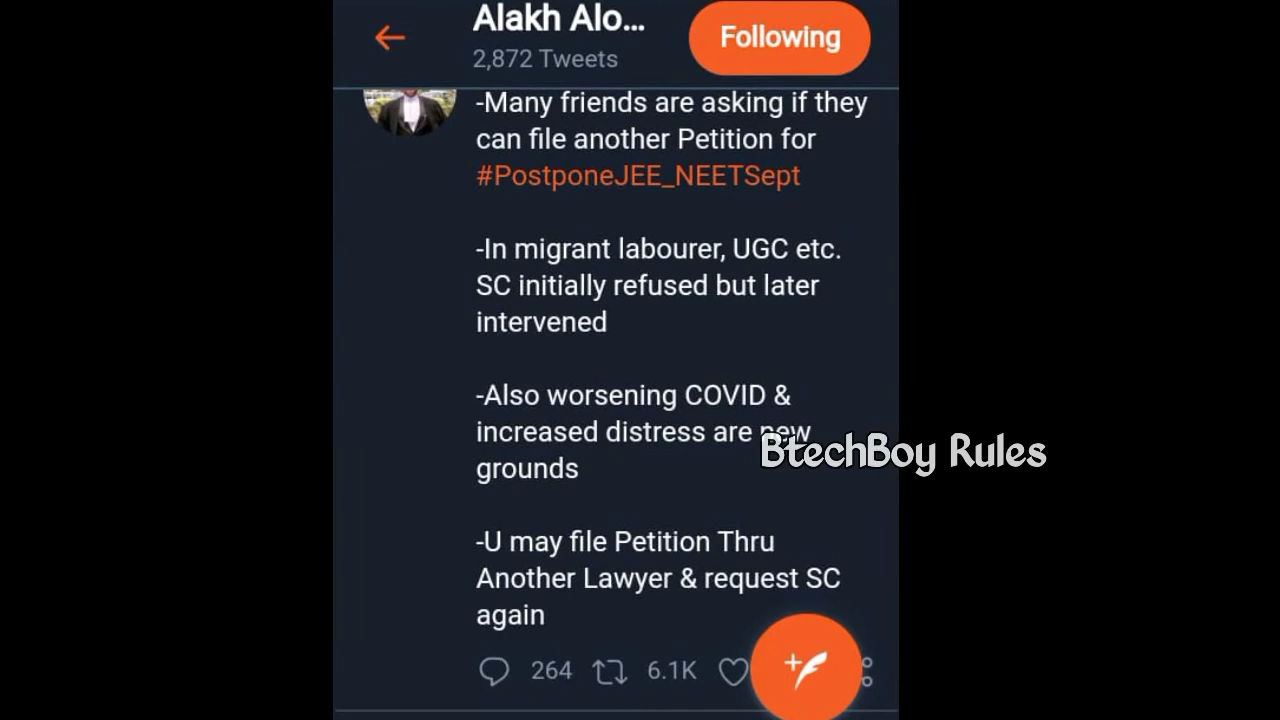 Alakh Alo...
Following
2,872 Tweets
-Many friends are asking if they
can file another Petition for
#PostponeJEE_NEETSept
-In migrant labourer, UGC etc.
SC initially refused but later
intervened
-Also worsening COVID &
increased distress are new
grounds
BtechBoy Rules
-U may file Petition Thru
Another Lawyer & request SC
again
264
6.1K